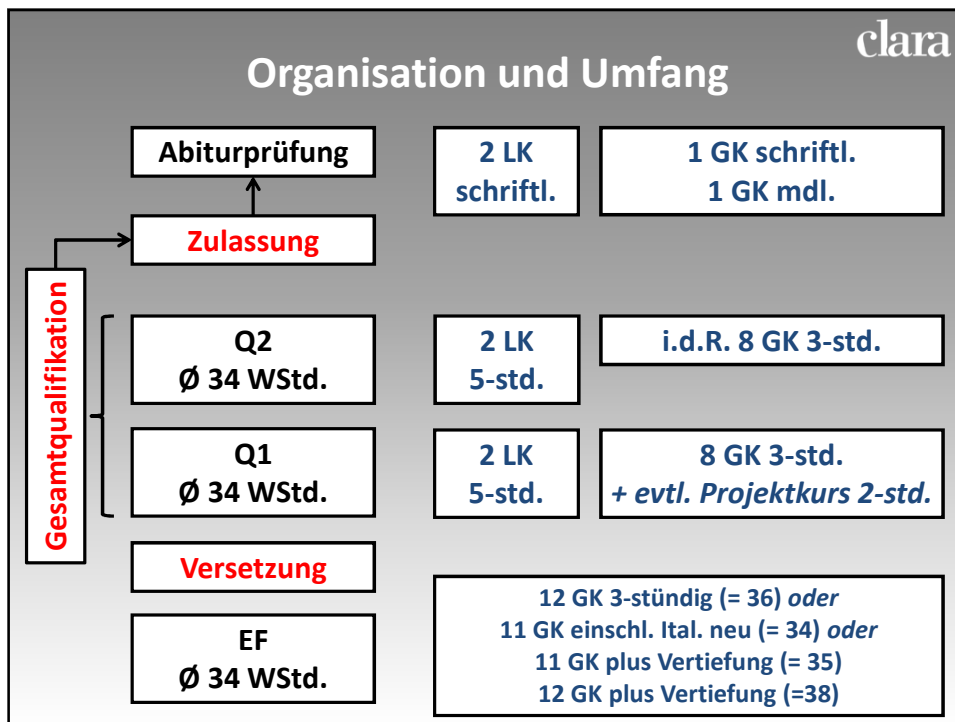 clara
Organisation und Umfang
Abiturprüfung
2 LK
schriftl.
1 GK schriftl.
1 GK mdl.
Zulassung
Gesamtqualifikation
Q2
Ø 34 WStd.
2 LK
5-std.
i.d.R. 8 GK 3-std.
Q1
Ø 34 WStd.
2 LK
5-std.
8 GK 3-std.
+ evtl. Projektkurs 2-std.
Versetzung
EF
Ø 34 WStd.
12 GK 3-stündig (= 36) oder
11 GK einschl. Ital. neu (= 34) oder
11 GK plus Vertiefung (= 35)
12 GK plus Vertiefung (=38)